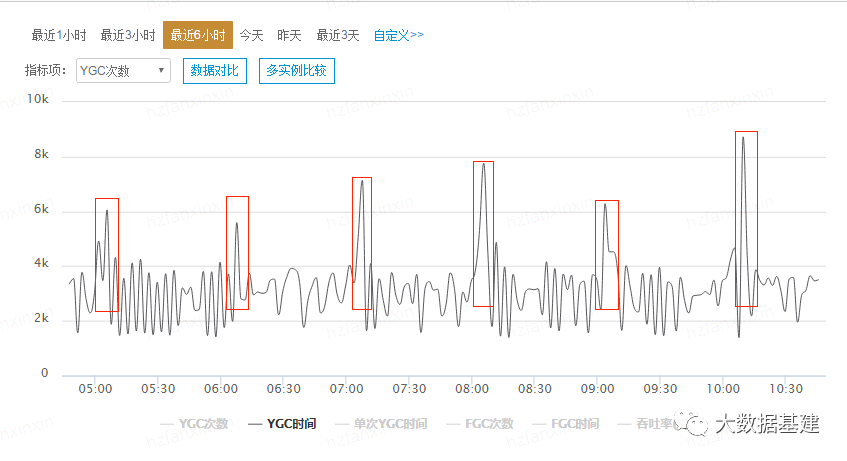 最近1小时 最近3小时 最近6小时 今天 昨天 最近3天 自定义>>
指标项： YGC次数 ▾ 数据对比 多实例比较
10k
8k
6k
4k
2k
0
05:00 05:30 06:00 06:30 07:00 07:30 08:00 08:30 09:00 09:30 10:00 10:30
YGC次数 YGC时间 单次YGC时间 FGC次数 FGC时间 吞吐率
大数据基建
hzfanxinxin